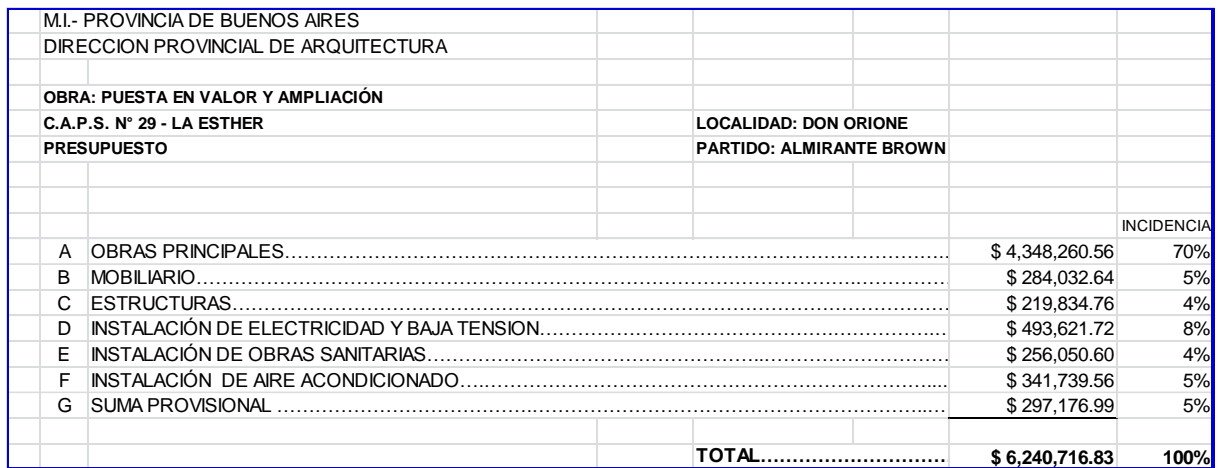 M.I.- PROVINCIA DE BUENOS AIRES
DIRECCION PROVINCIAL DE ARQUITECTURA
OBRA: PUESTA EN VALOR Y AMPLIACIÓN
C.A.P.S. N° 29 - LA ESTHER LOCALIDAD: DON ORIONE
PRESUPUESTO PARTIDO: ALMIRANTE BROWN
INCIDENCIA
A OBRAS PRINCIPALES…………………………………………………………………………………… $ 4,348,260.56 70%
B MOBILIARIO…………………………………………………………………………………………… $ 284,032.64 5%
C ESTRUCTURAS………………………………………………………………………………………… $ 219,834.76 4%
D INSTALACIÓN DE ELECTRICIDAD Y BAJA TENSION…………………………………………..…. $ 493,621.72 8%
E INSTALACIÓN DE OBRAS SANITARIAS…………………………………………...………………… $ 256,050.60 4%
F INSTALACIÓN DE AIRE ACONDICIONADO….……………………………………………………….... $ 341,739.56 5%
G SUMA PROVISIONAL ……………………………….………………………………………………..… $ 297,176.99 5%
TOTAL………………………… $ 6,240,716.83 100%